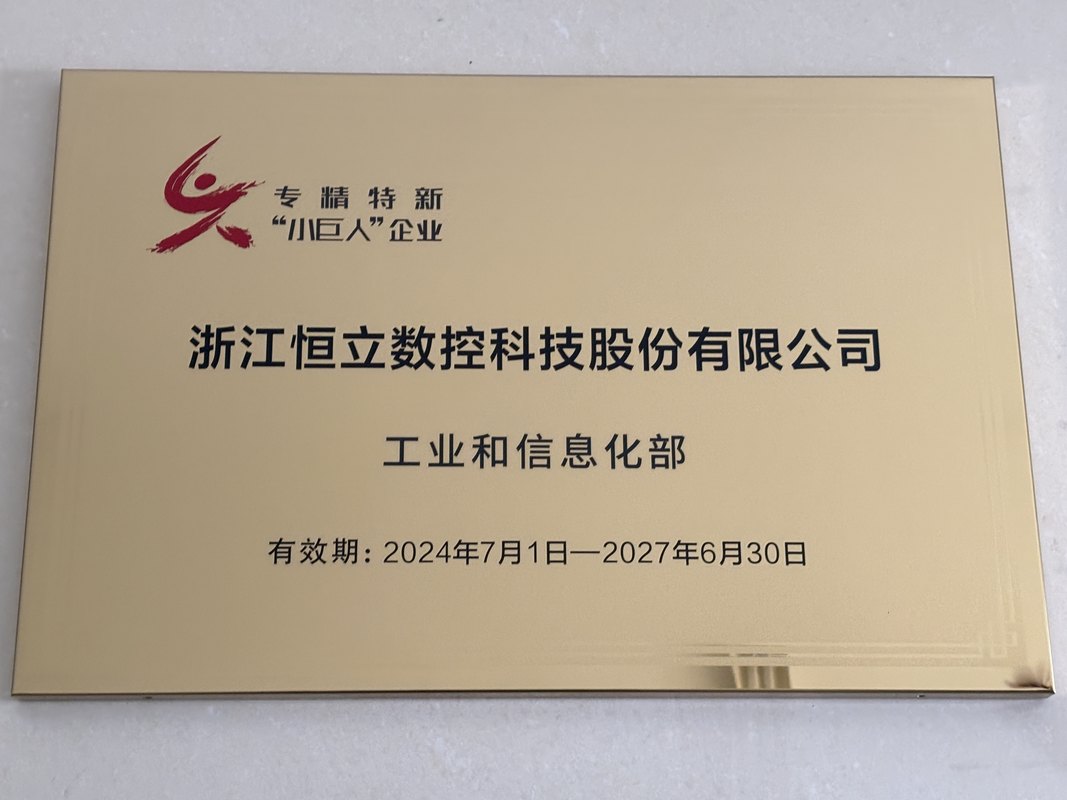 专精特新
“小巨人”企业
浙江恒立数控科技股份有限公司
工业和信息化部
有效期：2024年7月1日—2027年6月30日